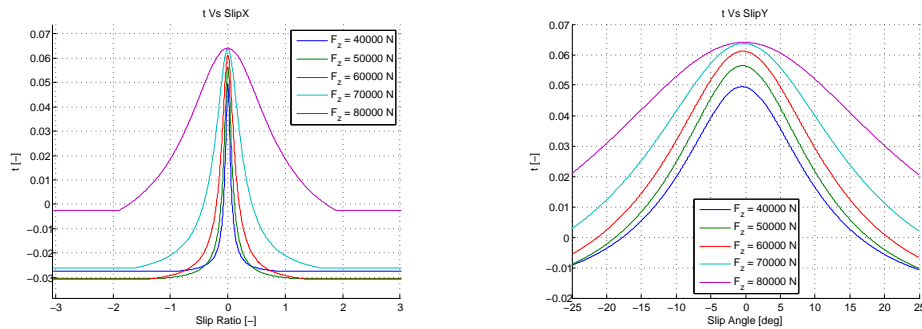 t Vs SlipX
0.07
0.06
0.05
0.04
0.03
0.02
0.01
0
−0.01
−0.02
−0.03
t [−]
−3
−2
−1
0
1
2
3
Slip Ratio [−]
F_z = 40000 N
F_z = 50000 N
F_z = 60000 N
F_z = 70000 N
F_z = 80000 N
t Vs SlipY
0.07
0.06
0.05
0.04
0.03
0.02
0.01
0
−0.01
−0.02
t [−]
−25
−20
−15
−10
−5
0
5
10
15
20
25
Slip Angle [deg]
F_z = 40000 N
F_z = 50000 N
F_z = 60000 N
F_z = 70000 N
F_z = 80000 N